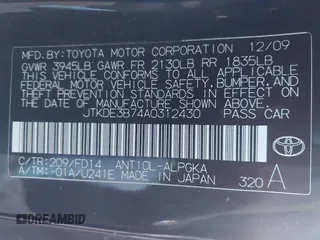 MFD. BY:TOYOTA MOTOR CORPORATION 12/09
GVWR 3945LB GAWR FR 2130LB RR 1835LB
THIS VEHICLE CONFORMS TO ALL APPLICABLE
FEDERAL MOTOR VEHICLE SAFETY, BUMPER, AND
THEFT PREVENTION STANDARDS IN EFFECT ON THE
DATE OF MANUFACTURE SHOWN ABOVE.
JTKDE3B74A0312430 PASS CAR
C/TR:209/FD14 ANT10L-ALPGKA
A/TM:-01A/U241E MADE IN JAPAN
320 A
TOYOTA
DREAMBID